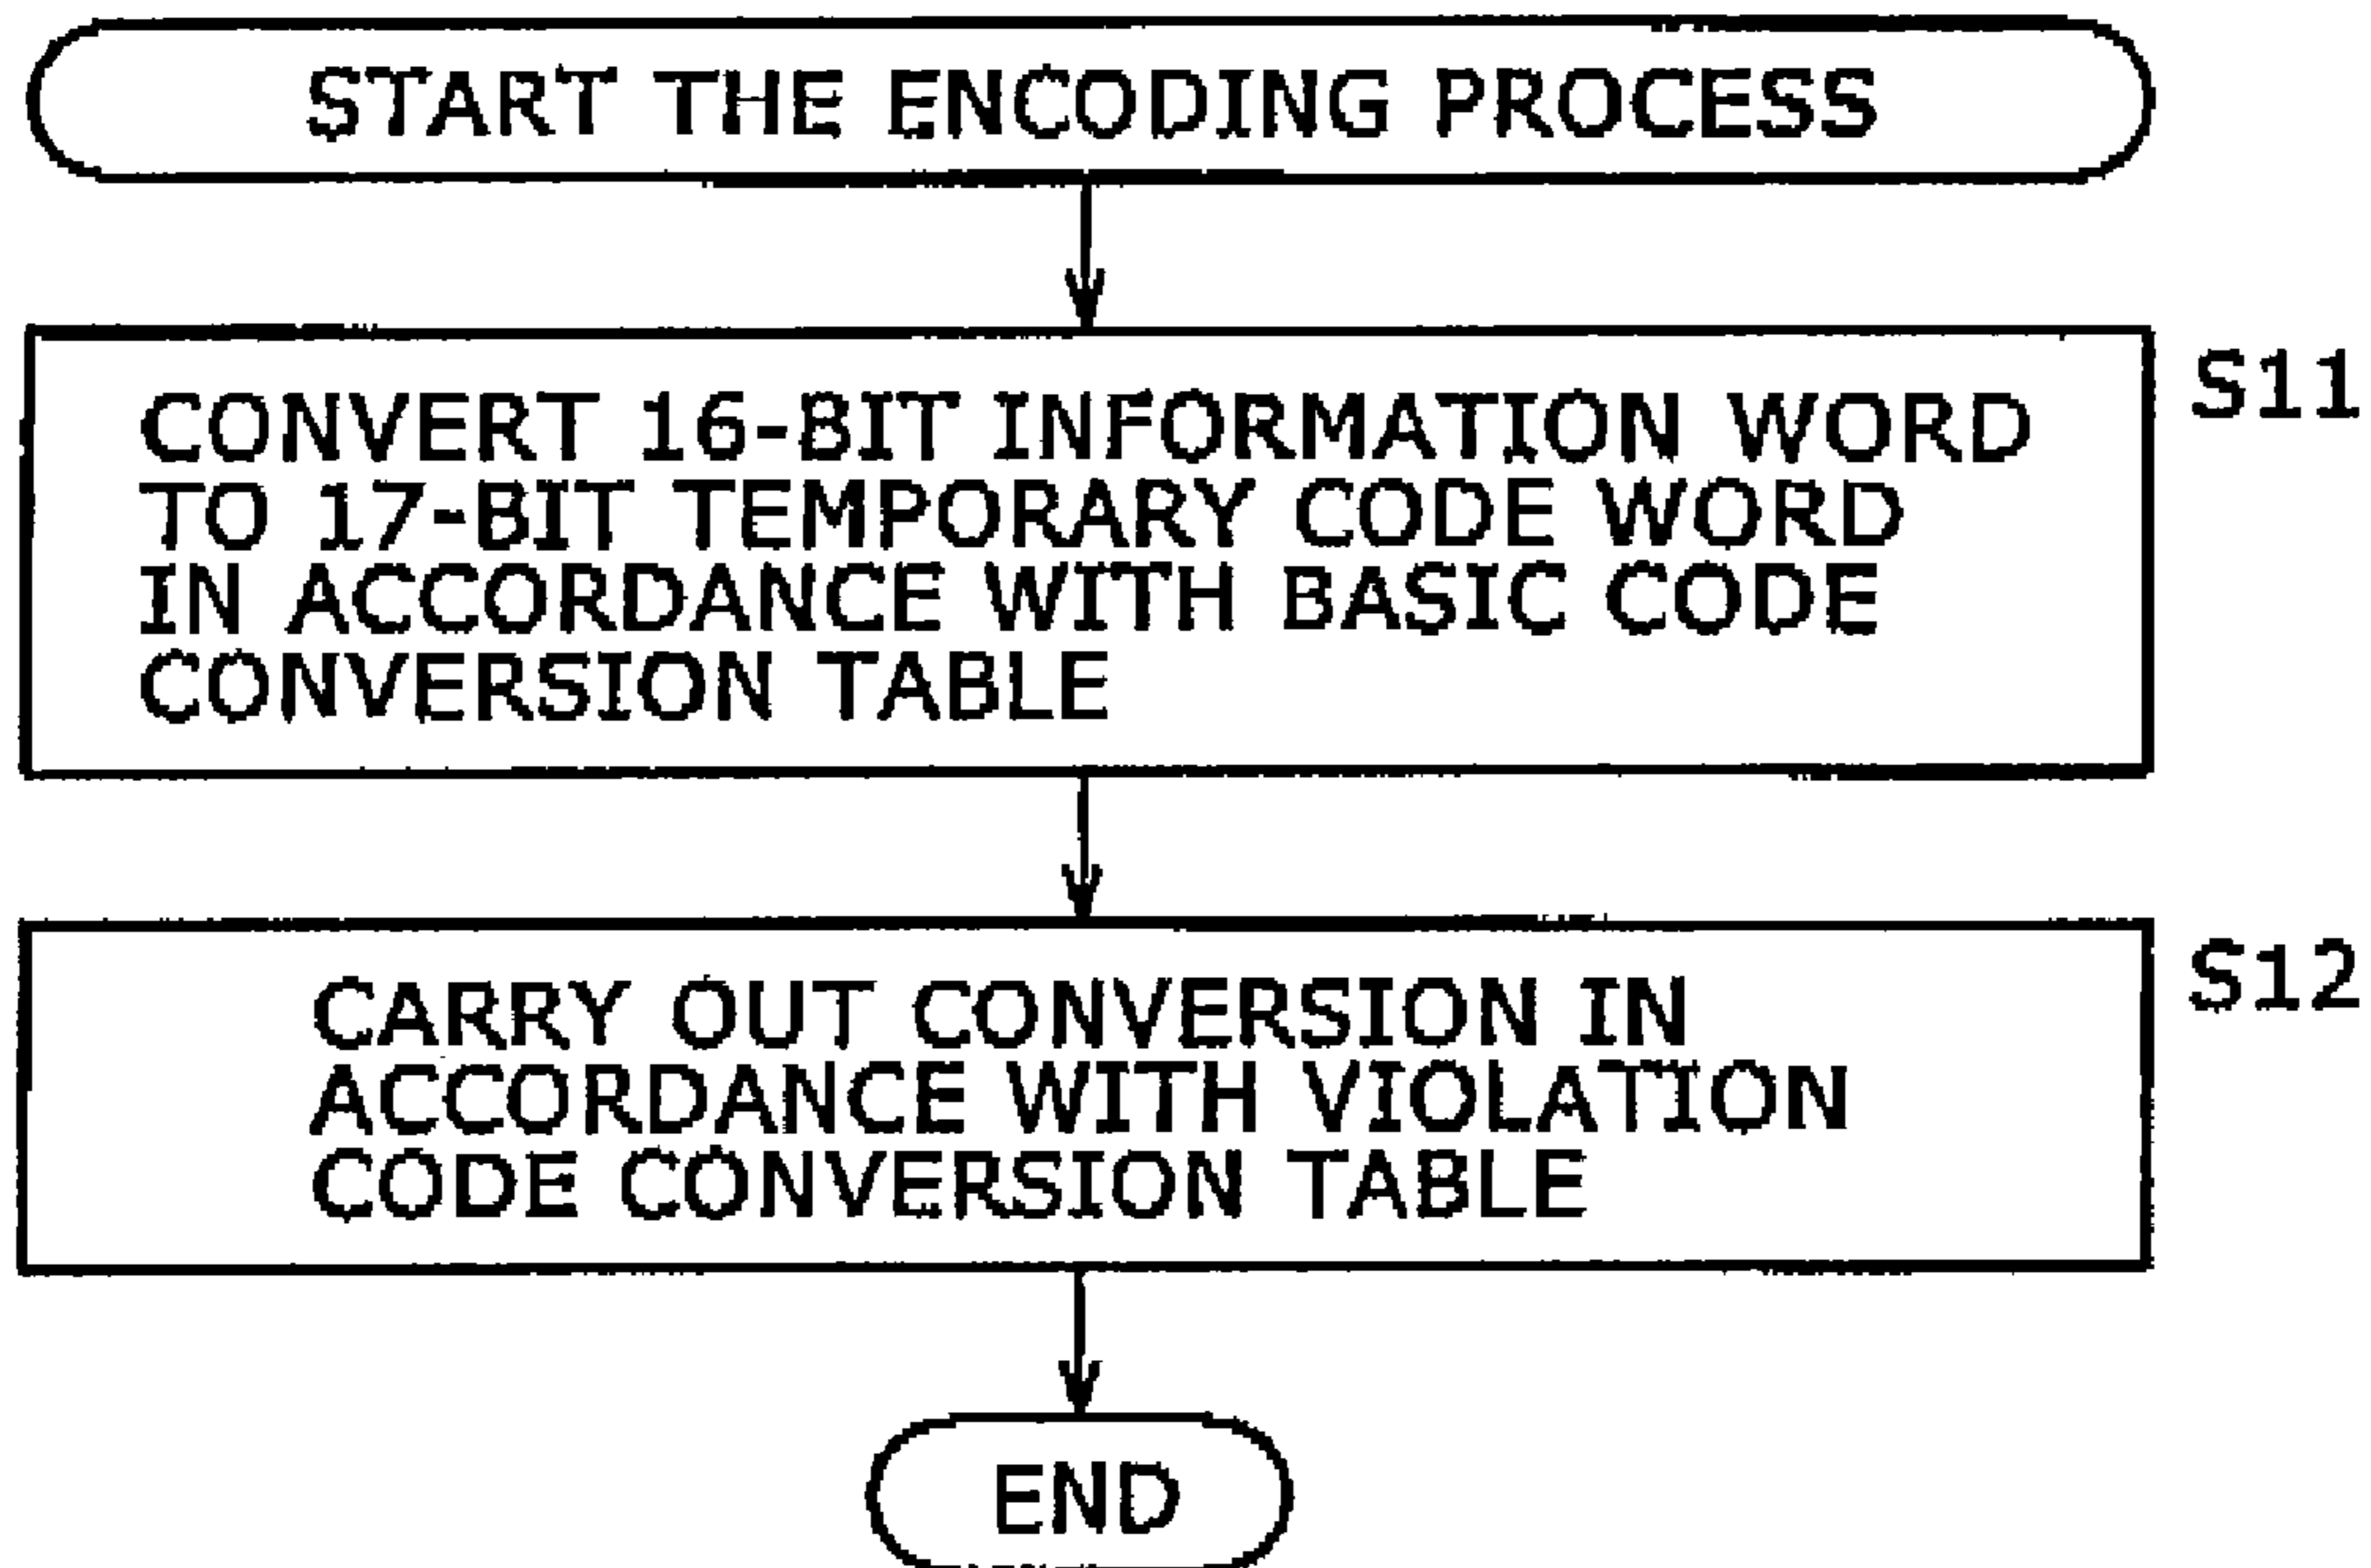 START THE ENCODING PROCESS
S11
CONVERT 16-BIT INFORMATION WORD
TO 17-BIT TEMPORARY CODE WORD
IN ACCORDANCE WITH BASIC CODE
CONVERSION TABLE
S12
CARRY OUT CONVERSION IN
ACCORDANCE WITH VIOLATION
CODE CONVERSION TABLE
END